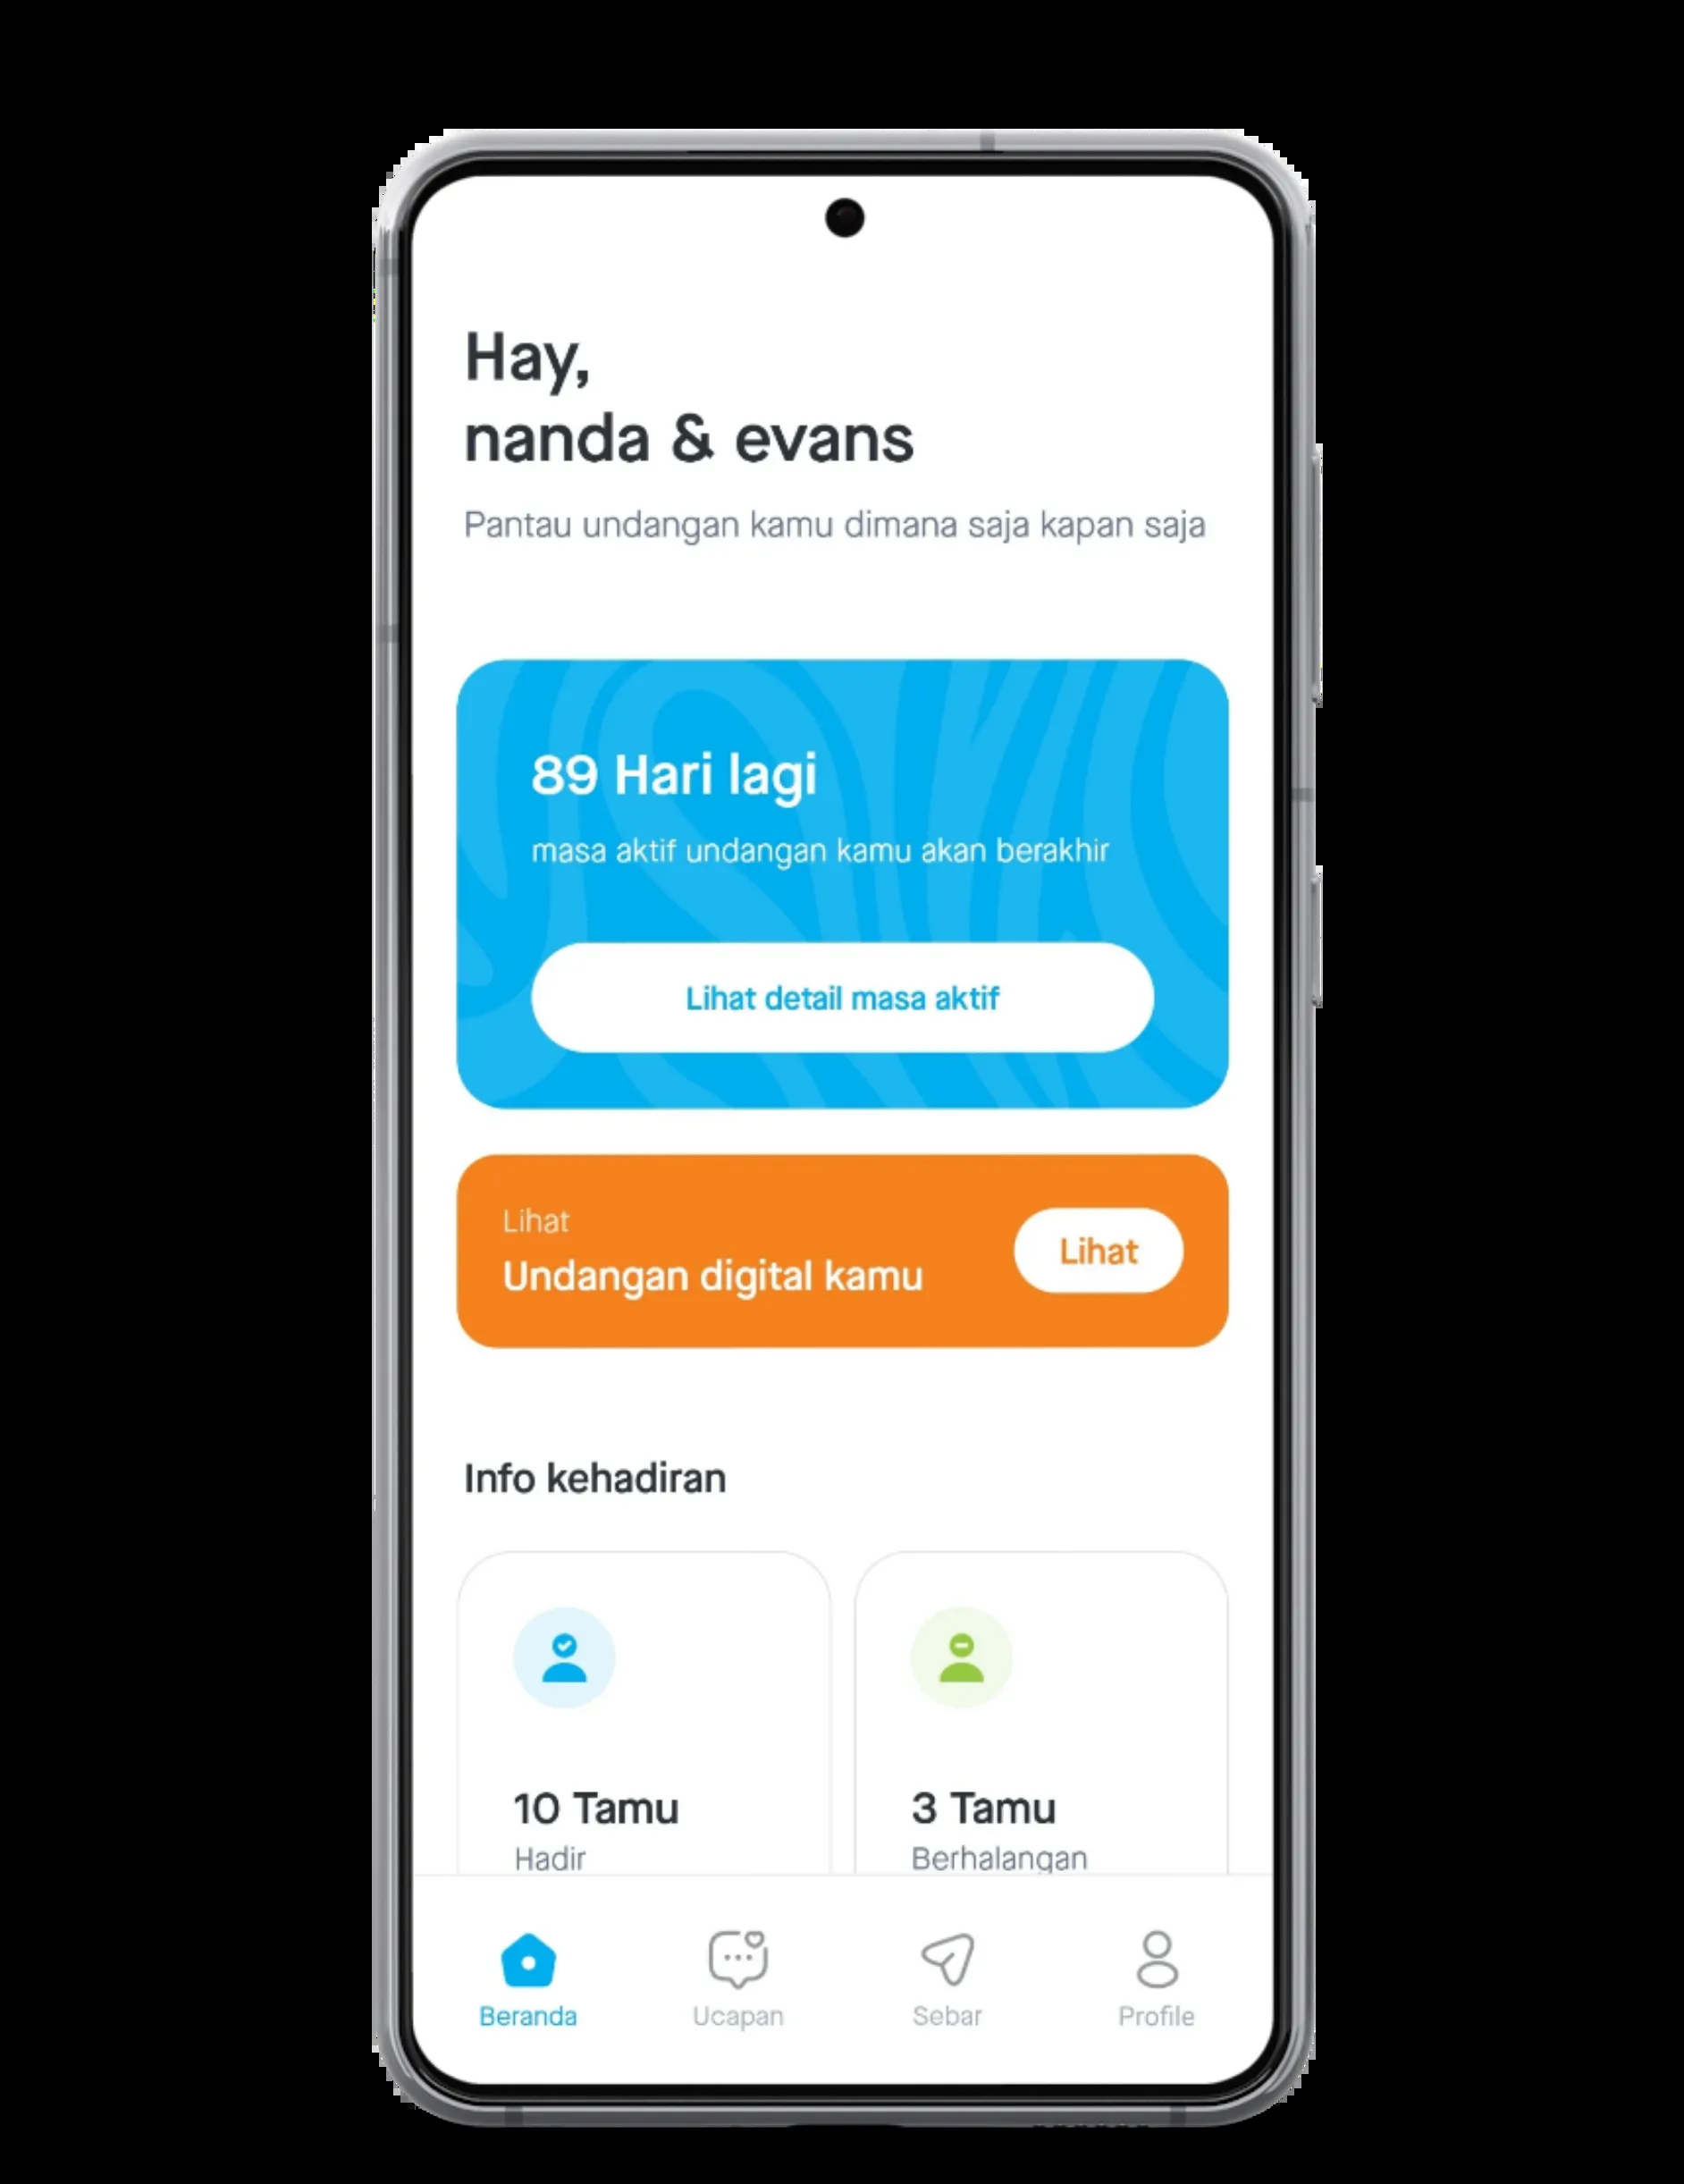 Hay,
nanda & evans
Pantau undangan kamu dimana saja kapan saja
89 Hari lagi
masa aktif undangan kamu akan berakhir
Lihat detail masa aktif
Lihat
Undangan digital kamu
Lihat
Info kehadiran
10 Tamu
Hadir
3 Tamu
Berhalangan
Beranda
Ucapan
Sebar
Profile